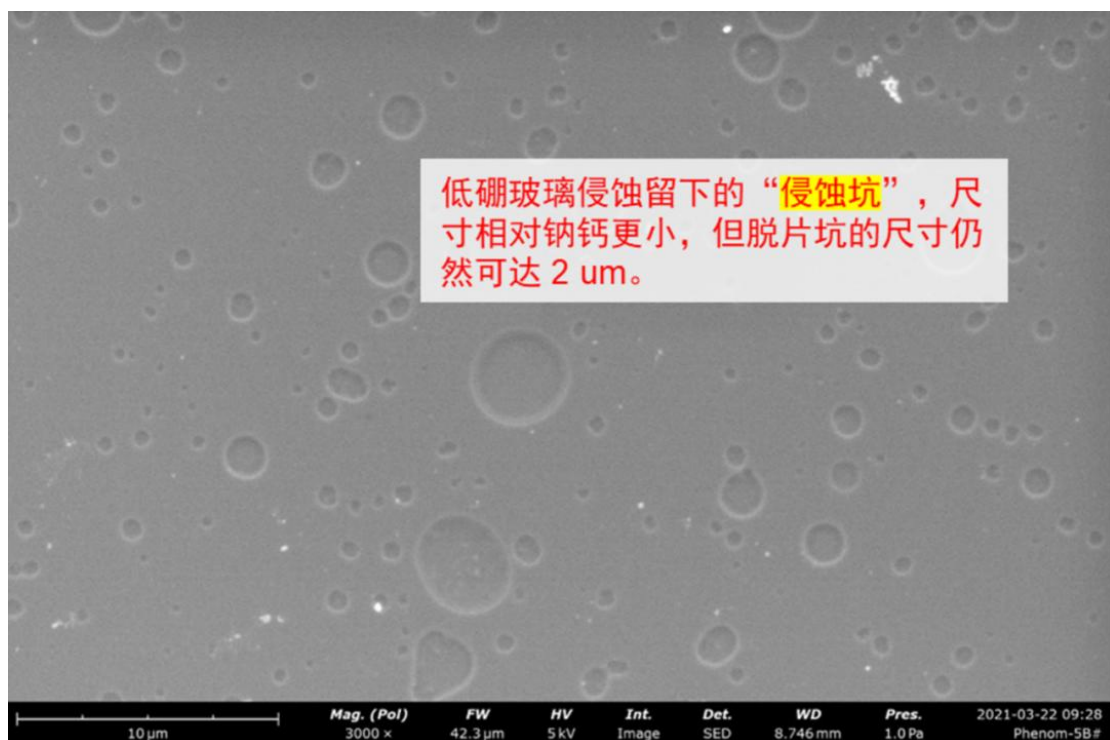 低硼玻璃侵蚀留下的“侵蚀坑”，尺
寸相对钠钙更小，但脱片坑的尺寸仍
然可达 2 um。
10 µm
Mag. (Pol) FW HV Int. Det. WD Pres. 2021-03-22 09:28
3000 × 42.3 µm 5 kV Image SED 8.746 mm 1.0 Pa Phenom-5B#